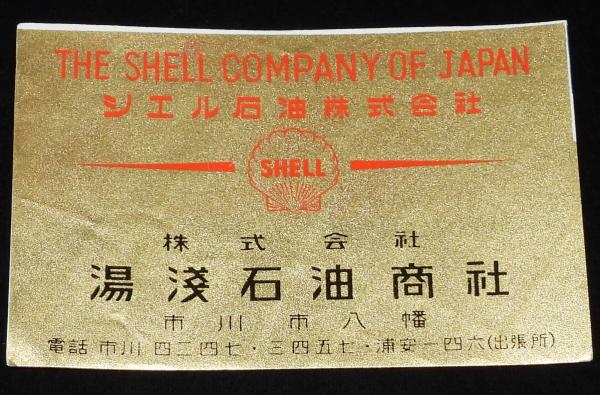 THE SHELL COMPANY OF JAPAN
シエル石油株式会社
SHELL
株式会社
湯淺石油商社
市川市八幡
電話 市川 四二四七・三四五七・浦安一四六(出張所)